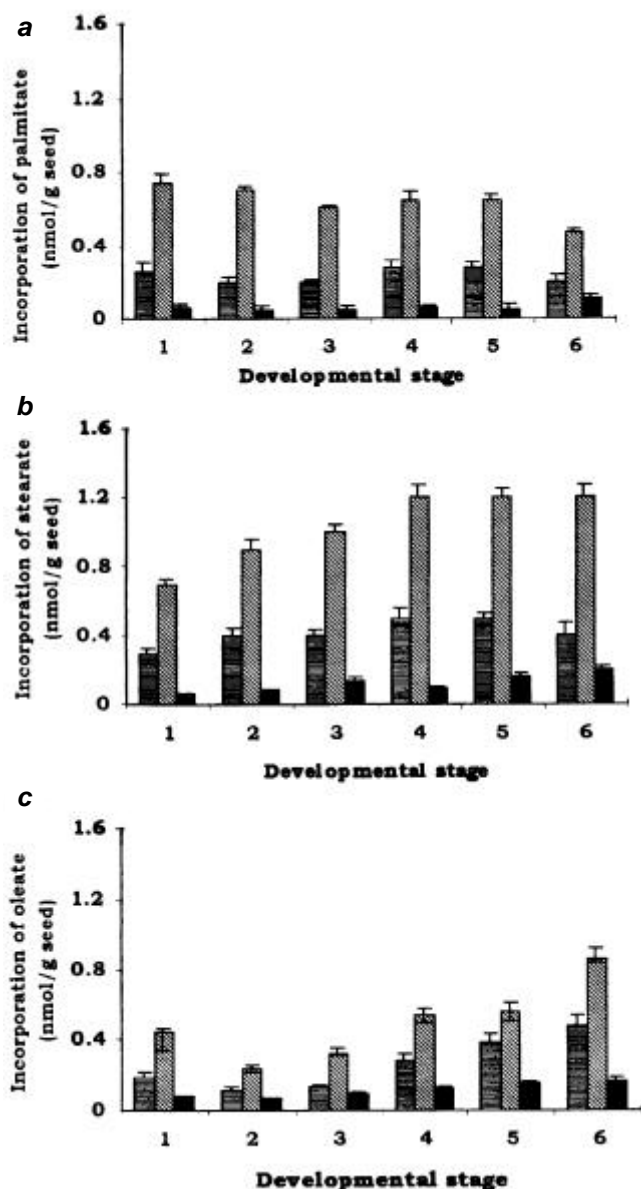 a
1.6
1.2
0.8
0.4
0
Incorporation of palmitate
(nmol/g seed)
1 2 3 4 5 6
Developmental stage
b
1.6
1.2
0.8
0.4
0
Incorporation of stearate
(nmol/g seed)
1 2 3 4 5 6
Developmental stage
c
1.6
1.2
0.8
0.4
0
Incorporation of oleate
(nmol/g seed)
1 2 3 4 5 6
Developmental stage